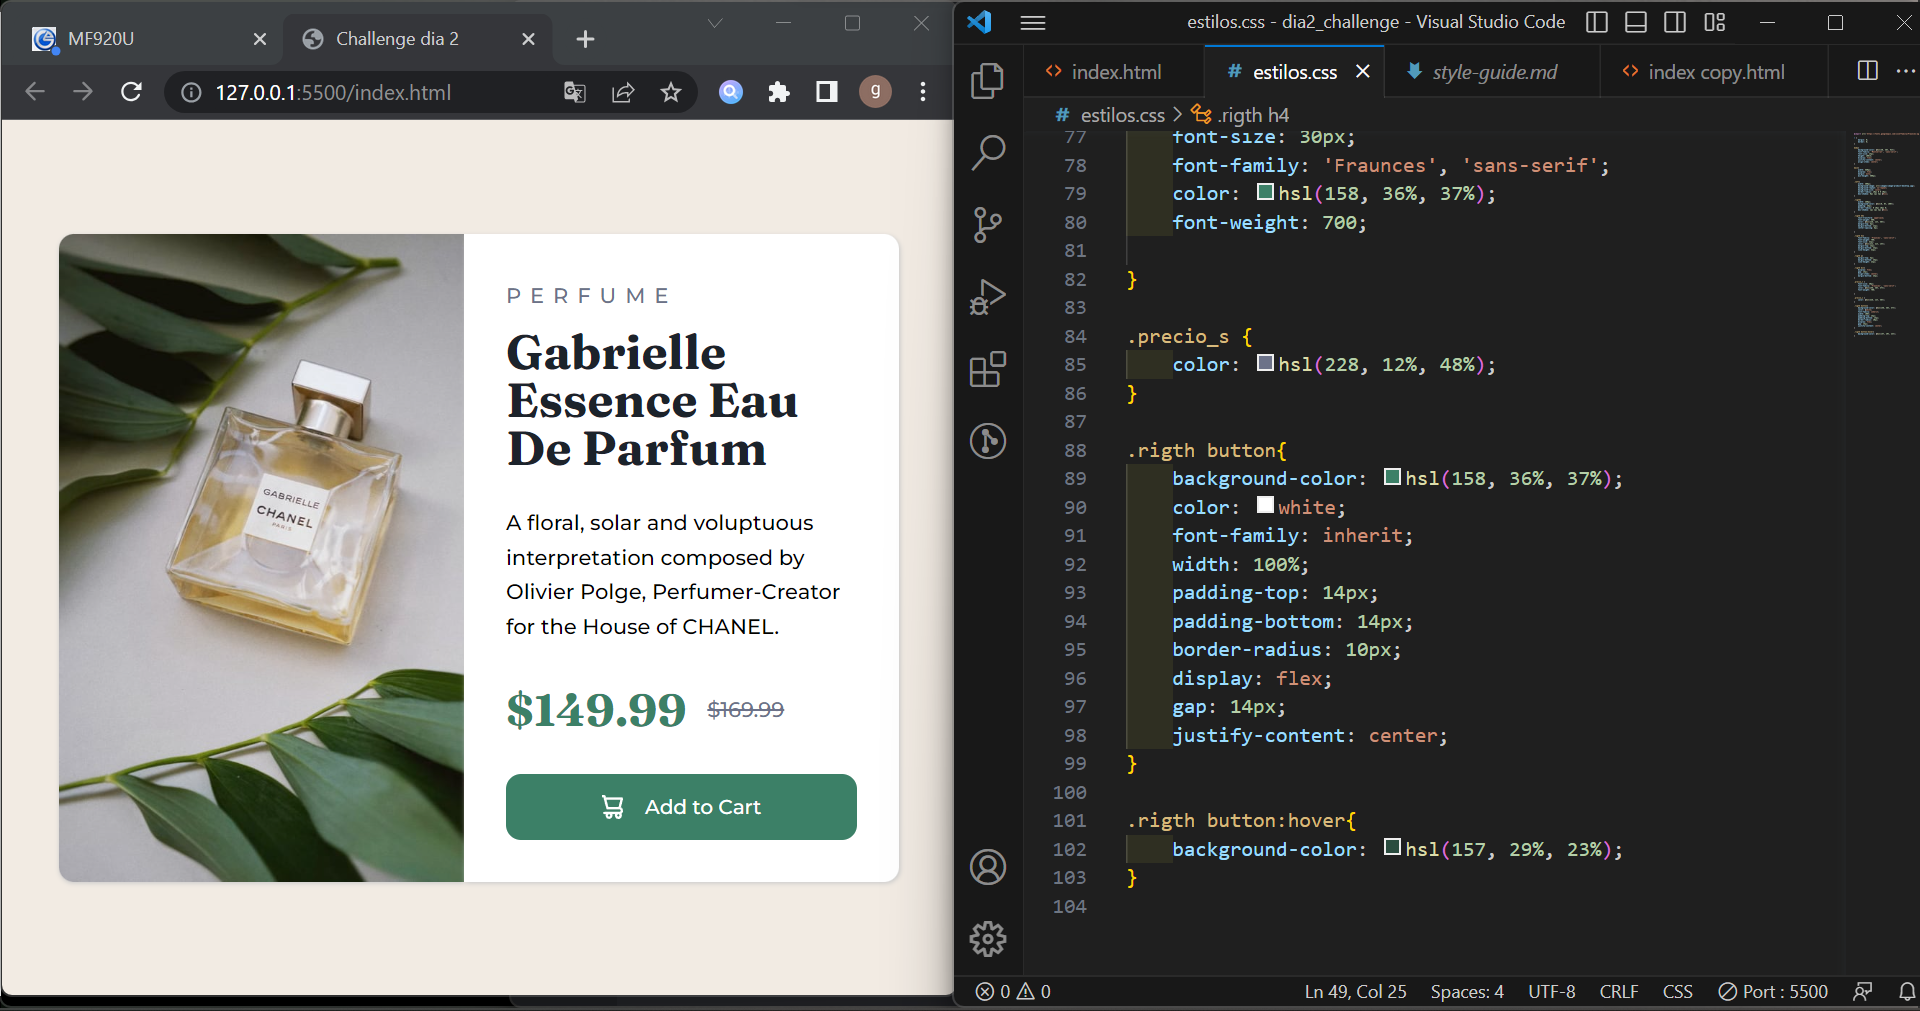 MF920U
Challenge dia 2
127.0.0.1:5500/index.html
g
GABRIELLE
CHANEL
PARIS
PERFUME
Gabrielle
Essence Eau
De Parfum
A floral, solar and voluptuous
interpretation composed by
Olivier Polge, Perfumer-Creator
for the House of CHANEL.
$149.99 $169.99
Add to Cart
estilos.css - dia2_challenge - Visual Studio Code
index.html
# estilos.css
style-guide.md
index copy.html
# estilos.css > .rigth h4
77 font-size: 30px;
78 font-family: 'Fraunces', 'sans-serif';
79 color: hsl(158, 36%, 37%);
80 font-weight: 700;
81
82 }
83
84 .precio_s {
85 color: hsl(228, 12%, 48%);
86 }
87
88 .rigth button{
89 background-color: hsl(158, 36%, 37%);
90 color: white;
91 font-family: inherit;
92 width: 100%;
93 padding-top: 14px;
94 padding-bottom: 14px;
95 border-radius: 10px;
96 display: flex;
97 gap: 14px;
98 justify-content: center;
99 }
100
101 .rigth button:hover{
102 background-color: hsl(157, 29%, 23%);
103 }
104
0 0 Ln 49, Col 25 Spaces: 4 UTF-8 CRLF CSS Port : 5500